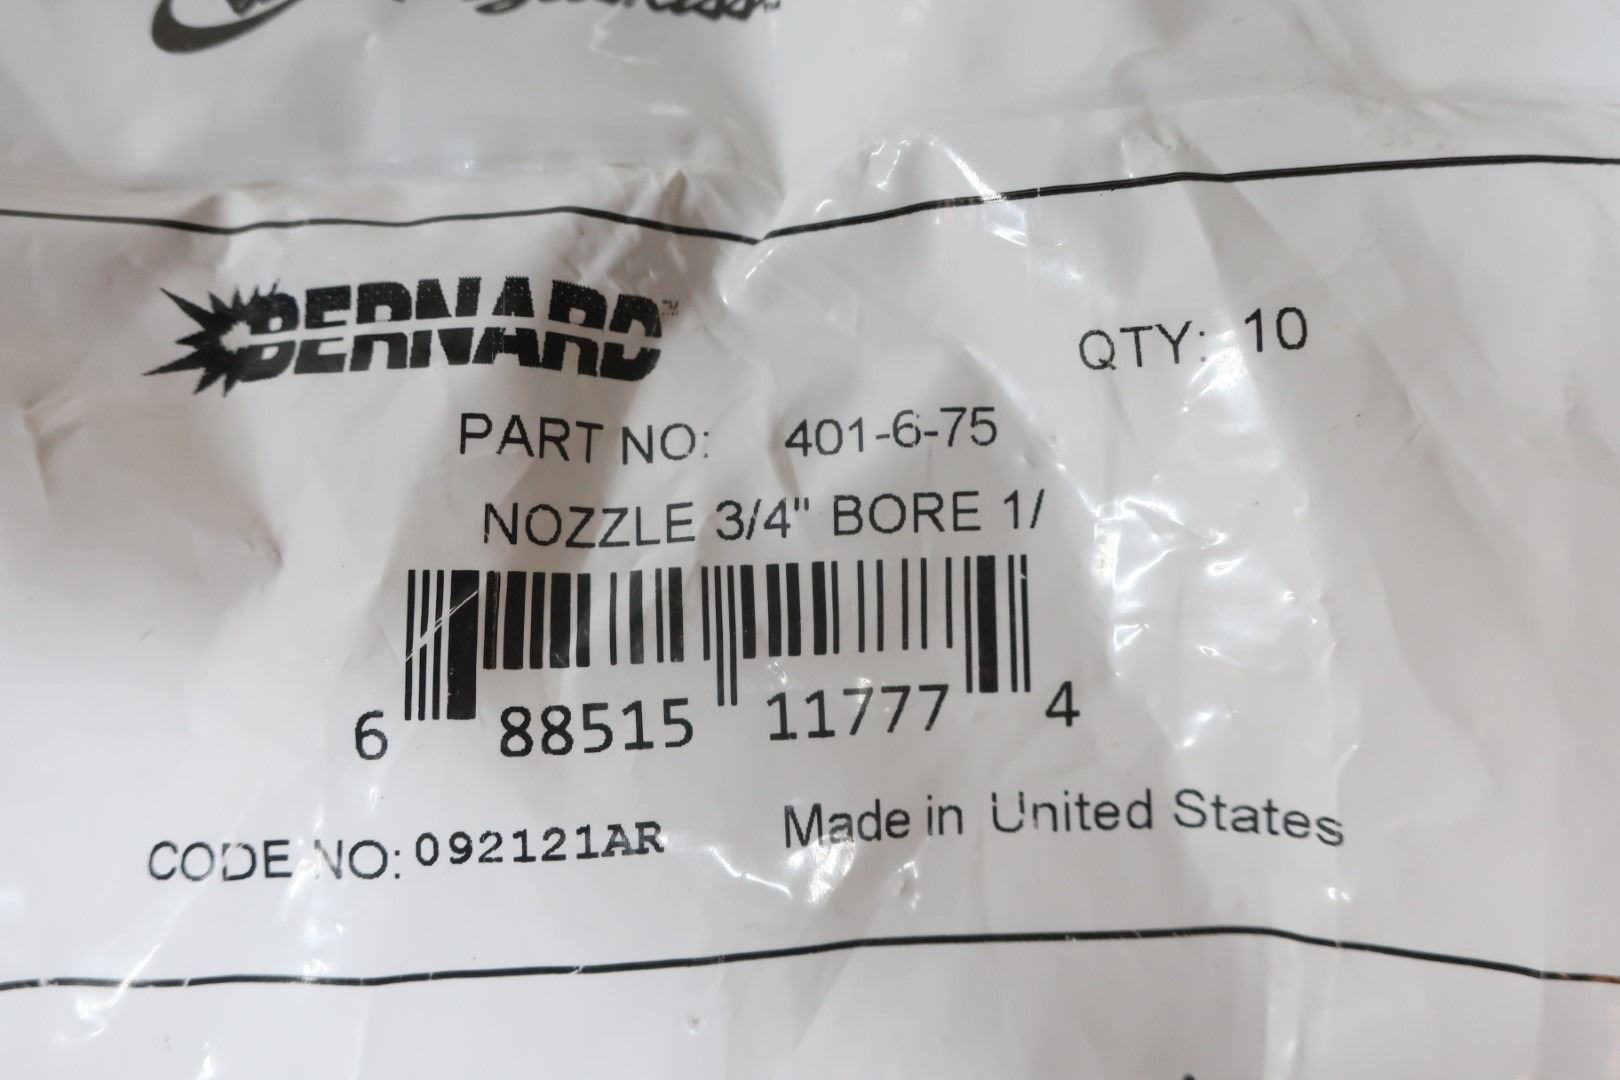 BERNARD™
QTY: 10
PART NO: 401-6-75
NOZZLE 3/4" BORE 1/
6 88515 11777 4
CODE NO: 092121AR
Made in United States